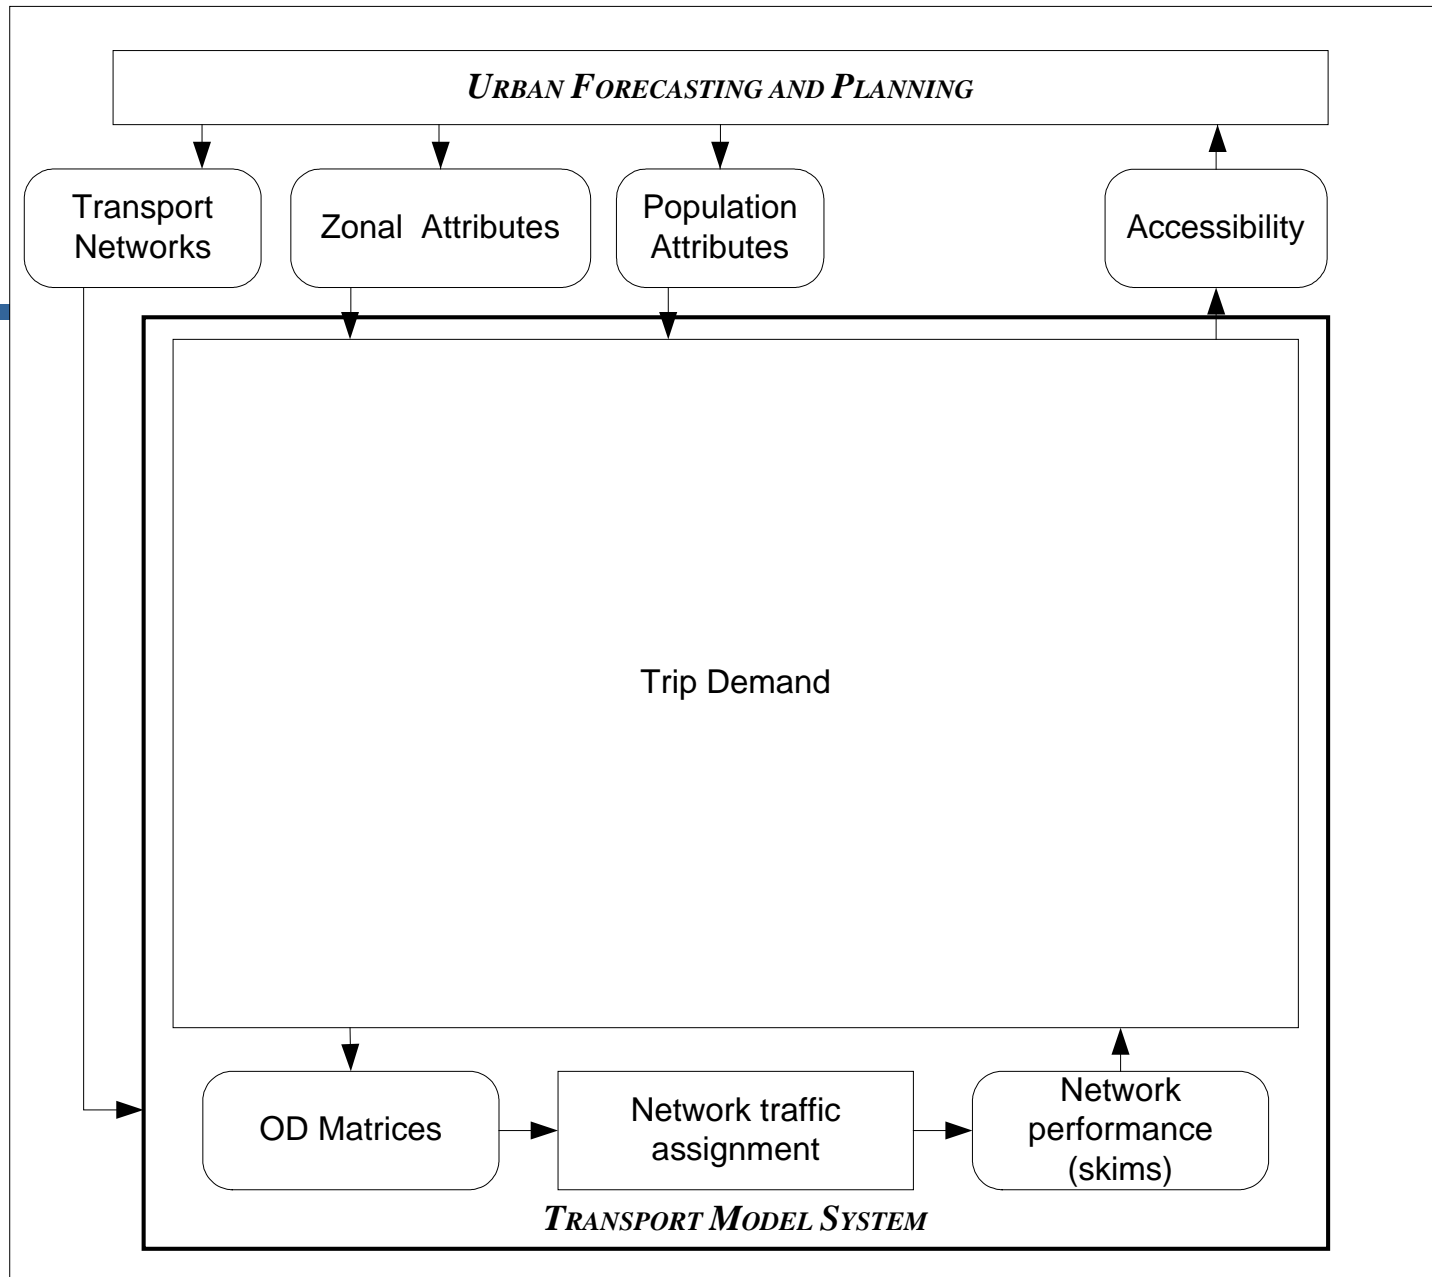 URBAN FORECASTING AND PLANNING
Transport
Networks
Zonal Attributes
Population
Attributes
Accessibility
Trip Demand
OD Matrices
Network traffic
assignment
Network
performance
(skims)
TRANSPORT MODEL SYSTEM